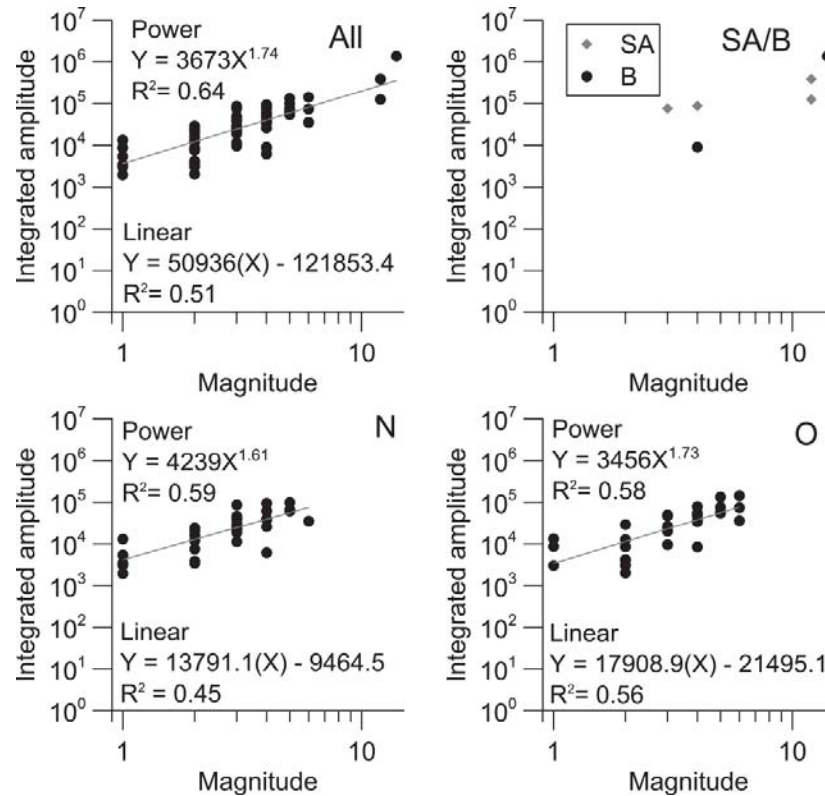 Power
All
Y = 3673X^1.74
R²= 0.64
Linear
Y = 50936(X) - 121853.4
R²= 0.51
Integrated amplitude
10^7
10^6
10^5
10^4
10^3
10^2
10^1
10^0
1
10
Magnitude
SA
B
SA/B
Integrated amplitude
10^7
10^6
10^5
10^4
10^3
10^2
10^1
10^0
1
10
Magnitude
Power
N
Y = 4239X^1.61
R²= 0.59
Linear
Y = 13791.1(X) - 9464.5
R² = 0.45
Integrated amplitude
10^7
10^6
10^5
10^4
10^3
10^2
10^1
10^0
1
10
Magnitude
Power
O
Y = 3456X^1.73
R²= 0.58
Linear
Y = 17908.9(X) - 21495.1
R² = 0.56
Integrated amplitude
10^7
10^6
10^5
10^4
10^3
10^2
10^1
10^0
1
10
Magnitude